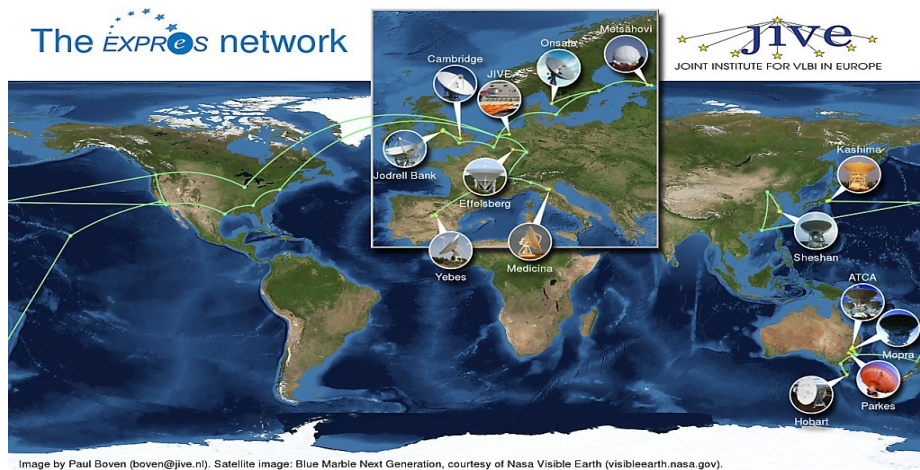 The EXPReS network
jive
JOINT INSTITUTE FOR VLBI IN EUROPE
Cambridge
JIVE
Onsala
Metsahovi
Jodrell Bank
Effelsberg
Yebes
Medicina
Kashima
Sheshan
ATCA
Mopra
Parkes
Hobart
Image by Paul Boven (boven@jive.nl). Satellite image: Blue Marble Next Generation, courtesy of Nasa Visible Earth (visibleearth.nasa.gov).